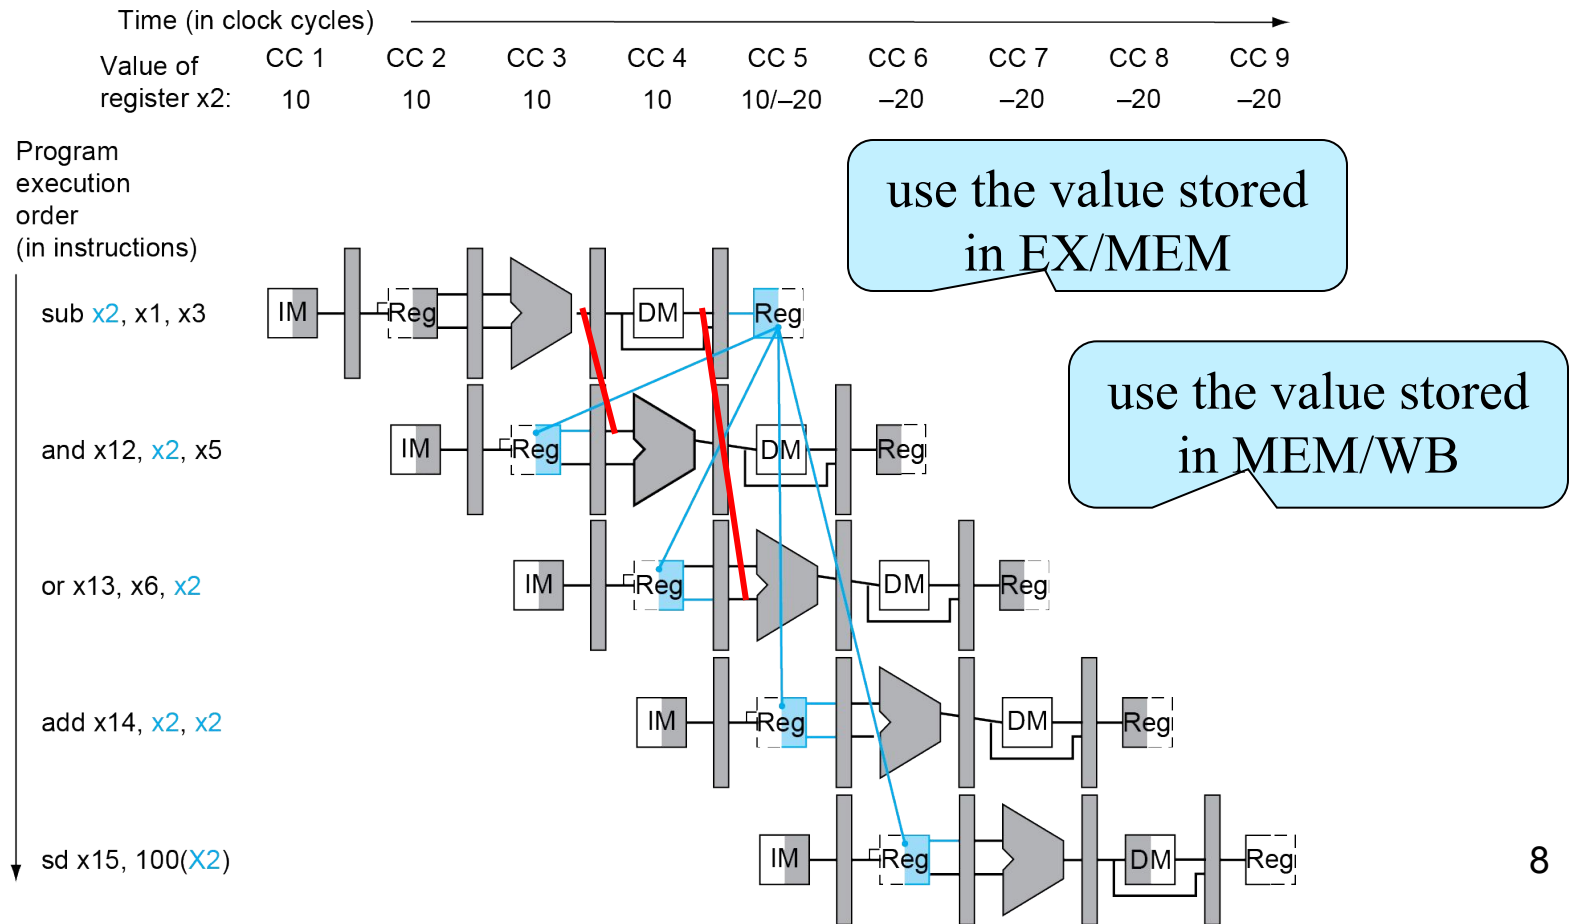 Time (in clock cycles)
Value of register x2:
CC 1 CC 2 CC 3 CC 4 CC 5 CC 6 CC 7 CC 8 CC 9
10 10 10 10 10/–20 –20 –20 –20 –20
Program
execution
order
(in instructions)
use the value stored
in EX/MEM
use the value stored
in MEM/WB
sub x2, x1, x3
IM Reg DM Reg
and x12, x2, x5
IM Reg DM Reg
or x13, x6, x2
IM Reg DM Reg
add x14, x2, x2
IM Reg DM Reg
sd x15, 100(X2)
IM Reg DM Reg
8